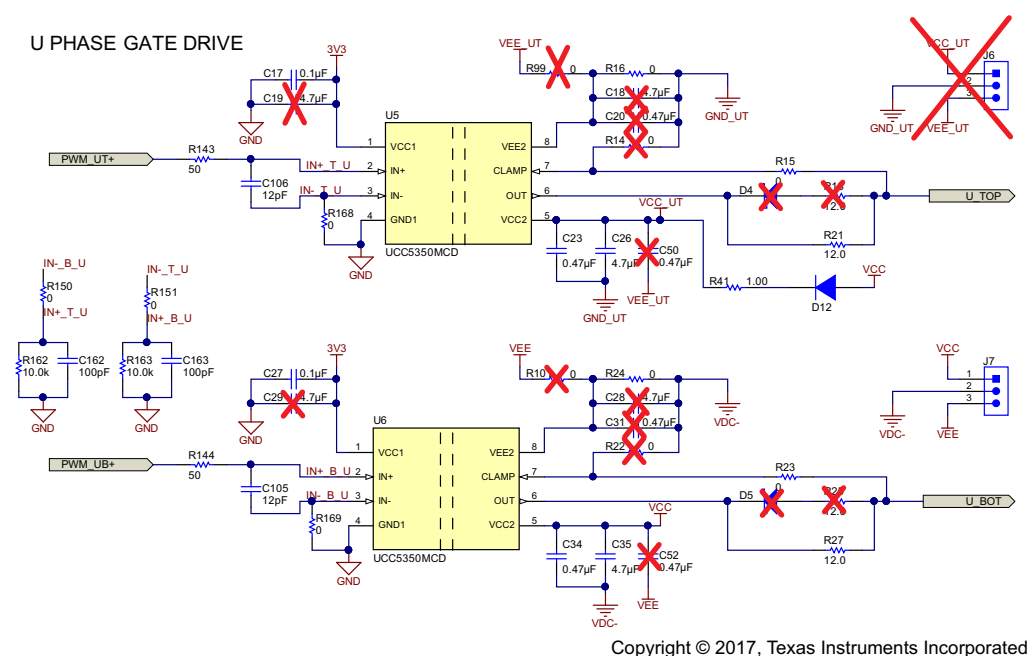 U PHASE GATE DRIVE
3V3
C17 0.1µF
C19 4.7µF
GND
PWM_UT+
R143
50
C106
12pF
IN+_T_U
IN-_T_U
R168
0
GND
U5
1 VCC1
2 IN+
3 IN-
4 GND1
VEE2 8
CLAMP 7
OUT 6
VCC2 5
UCC5350MCD
VEE_UT
R99 0
R16 0
C18 4.7µF
C20 0.47µF
R14 0
GND_UT
VCC_UT
J6
2
3
GND_UT
VEE_UT
R15
0
D4
12.0
R21
12.0
U_TOP
VCC_UT
C23
0.47µF
C26
4.7µF
C50
0.47µF
VEE_UT
GND_UT
R41 1.00
D12
VCC
IN-_B_U
R150
0
IN+_T_U
R162
10.0k
C162
100pF
GND
IN-_T_U
R151
0
IN+_B_U
R163
10.0k
C163
100pF
GND
3V3
C27 0.1µF
C29 4.7µF
GND
PWM_UB+
R144
50
C105
12pF
IN+_B_U
IN-_B_U
R169
0
GND
U6
1 VCC1
2 IN+
3 IN-
4 GND1
VEE2 8
CLAMP 7
OUT 6
VCC2 5
UCC5350MCD
VEE
R10 0
R24 0
C28 4.7µF
C31 0.47µF
R22 0
VDC-
VCC
J7
1
2
3
VDC-
VEE
R23
0
D5
12.0
R27
12.0
U_BOT
VCC
C34
0.47µF
C35
4.7µF
C52
0.47µF
VEE
VDC-
Copyright © 2017, Texas Instruments Incorporated